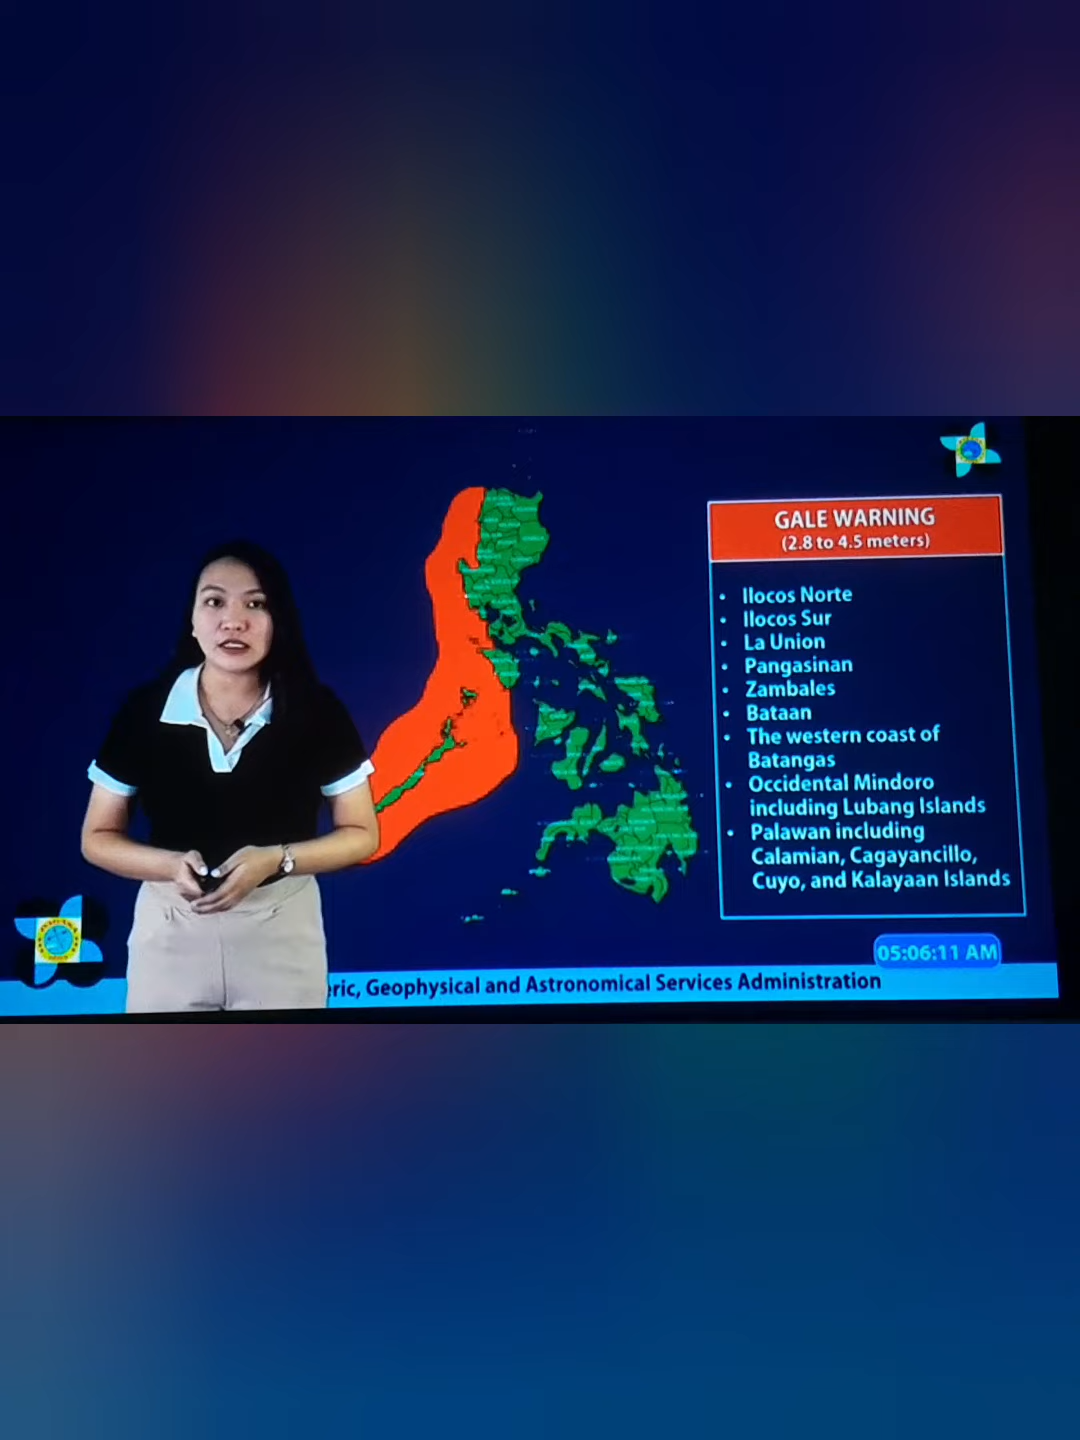 GALE WARNING
(2.8 to 4.5 meters)
• Ilocos Norte
• Ilocos Sur
• La Union
• Pangasinan
• Zambales
• Bataan
• The western coast of
Batangas
• Occidental Mindoro
including Lubang Islands
• Palawan including
Calamian, Cagayancillo,
Cuyo, and Kalayaan Islands
05:06:11 AM
ric, Geophysical and Astronomical Services Administration